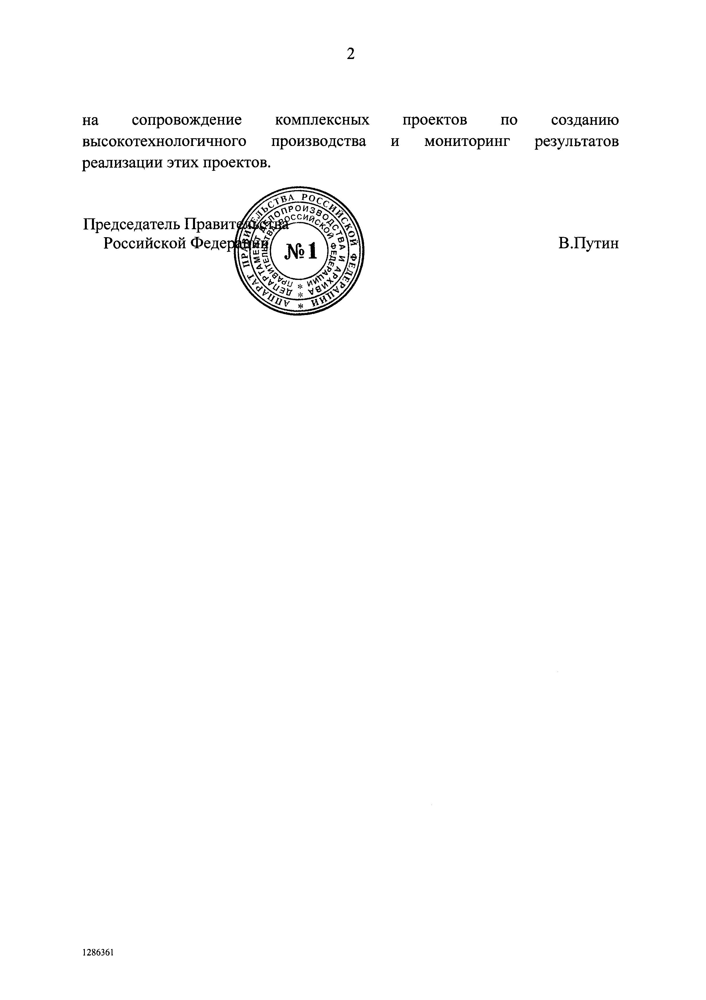 2
на сопровождение комплексных проектов по созданию
высокотехнологичного производства и мониторинг результатов
реализации этих проектов.
Председатель Правительства
Российской Федерации
В.Путин
АППАРАТ ПРАВИТЕЛЬСТВА РОССИЙСКОЙ ФЕДЕРАЦИИ *
ДЕПАРТАМЕНТ ДЕЛОПРОИЗВОДСТВА И АРХИВА *
ПРАВИТЕЛЬСТВА РОССИЙСКОЙ ФЕДЕРАЦИИ *
№1
1286361